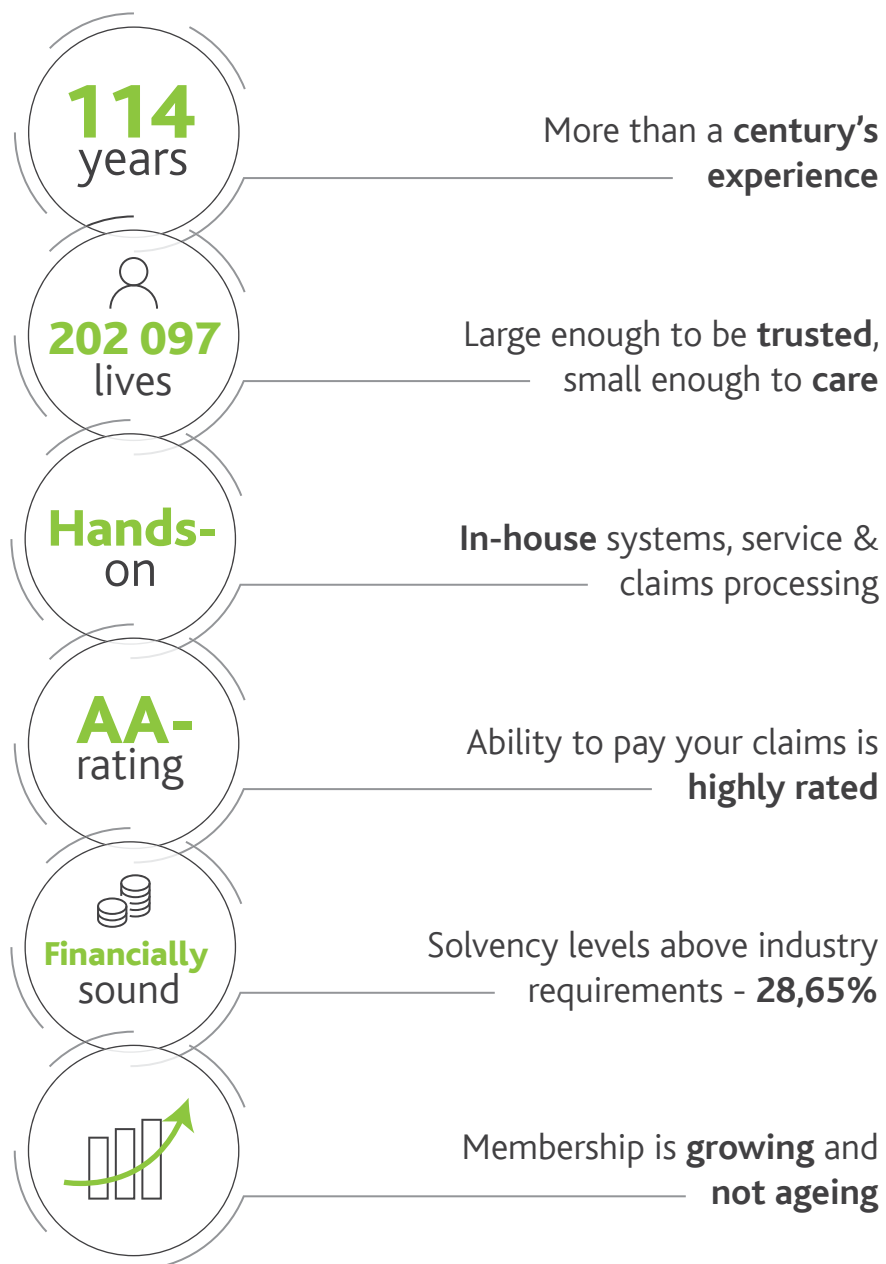 114
years
More than a century's
experience
202 097
lives
Large enough to be trusted,
small enough to care
Hands-
on
In-house systems, service &
claims processing
AA-
rating
Ability to pay your claims is
highly rated
Financially
sound
Solvency levels above industry
requirements - 28,65%
Membership is growing and
not ageing